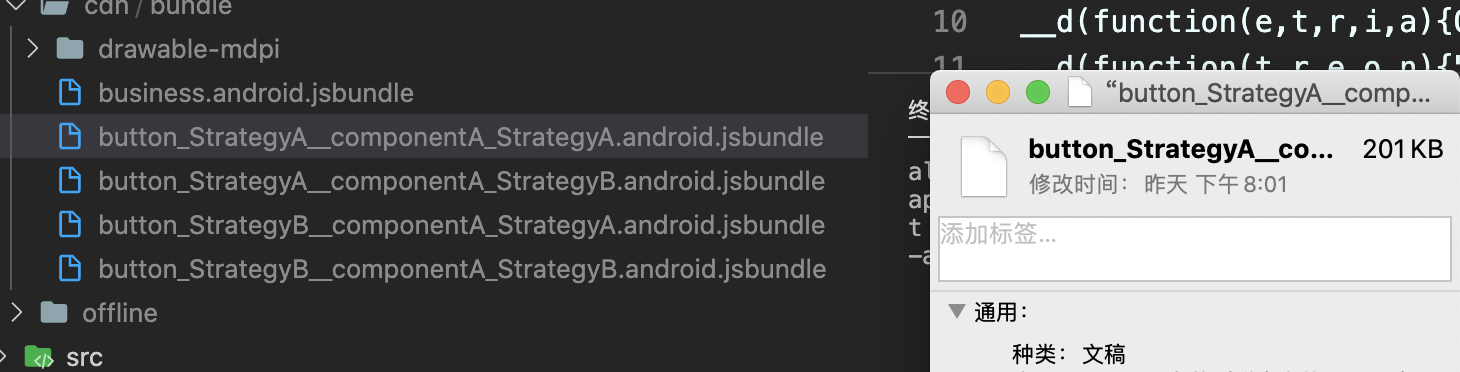 cdn / bundle
drawable-mdpi
business.android.jsbundle
button_StrategyA__componentA_StrategyA.android.jsbundle
button_StrategyA__componentA_StrategyB.android.jsbundle
button_StrategyB__componentA_StrategyA.android.jsbundle
button_StrategyB__componentA_StrategyB.android.jsbundle
offline
src
10 __d(function(e,t,r,i,a){
11 __d(function(t,r,e,o,n){"
终
al
ap
t
-a
“button_StrategyA__comp...
button_StrategyA__co... 201 KB
修改时间：昨天 下午 8:01
添加标签...
通用：
种类：文稿